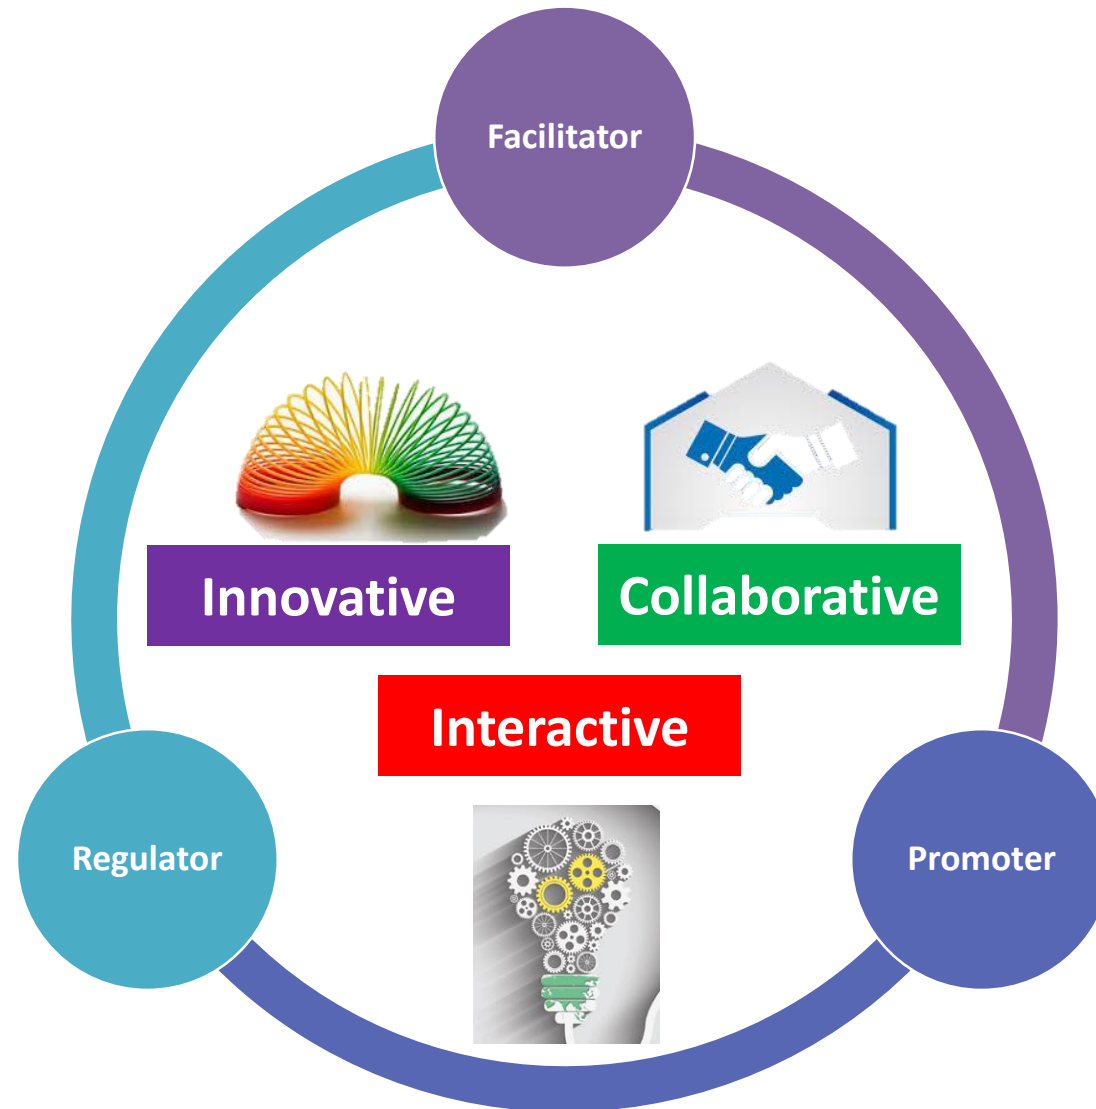 Facilitator
Innovative
Collaborative
Interactive
Regulator
Promoter